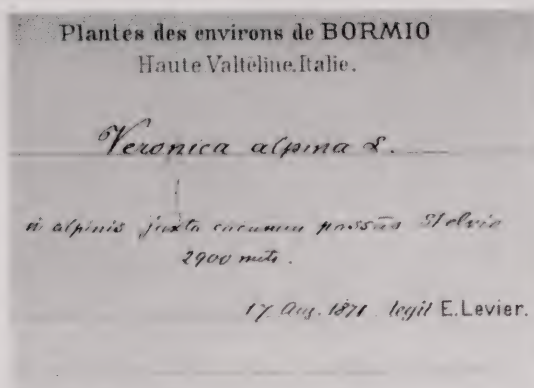 Plantes des environs de BORMIO
Haute Valteline. Italie.
Veronica alpina L.
in alpinis juxta cacumen passûs Stelvio
2900 mets.
17 Aug. 1871 legit E. Levier.